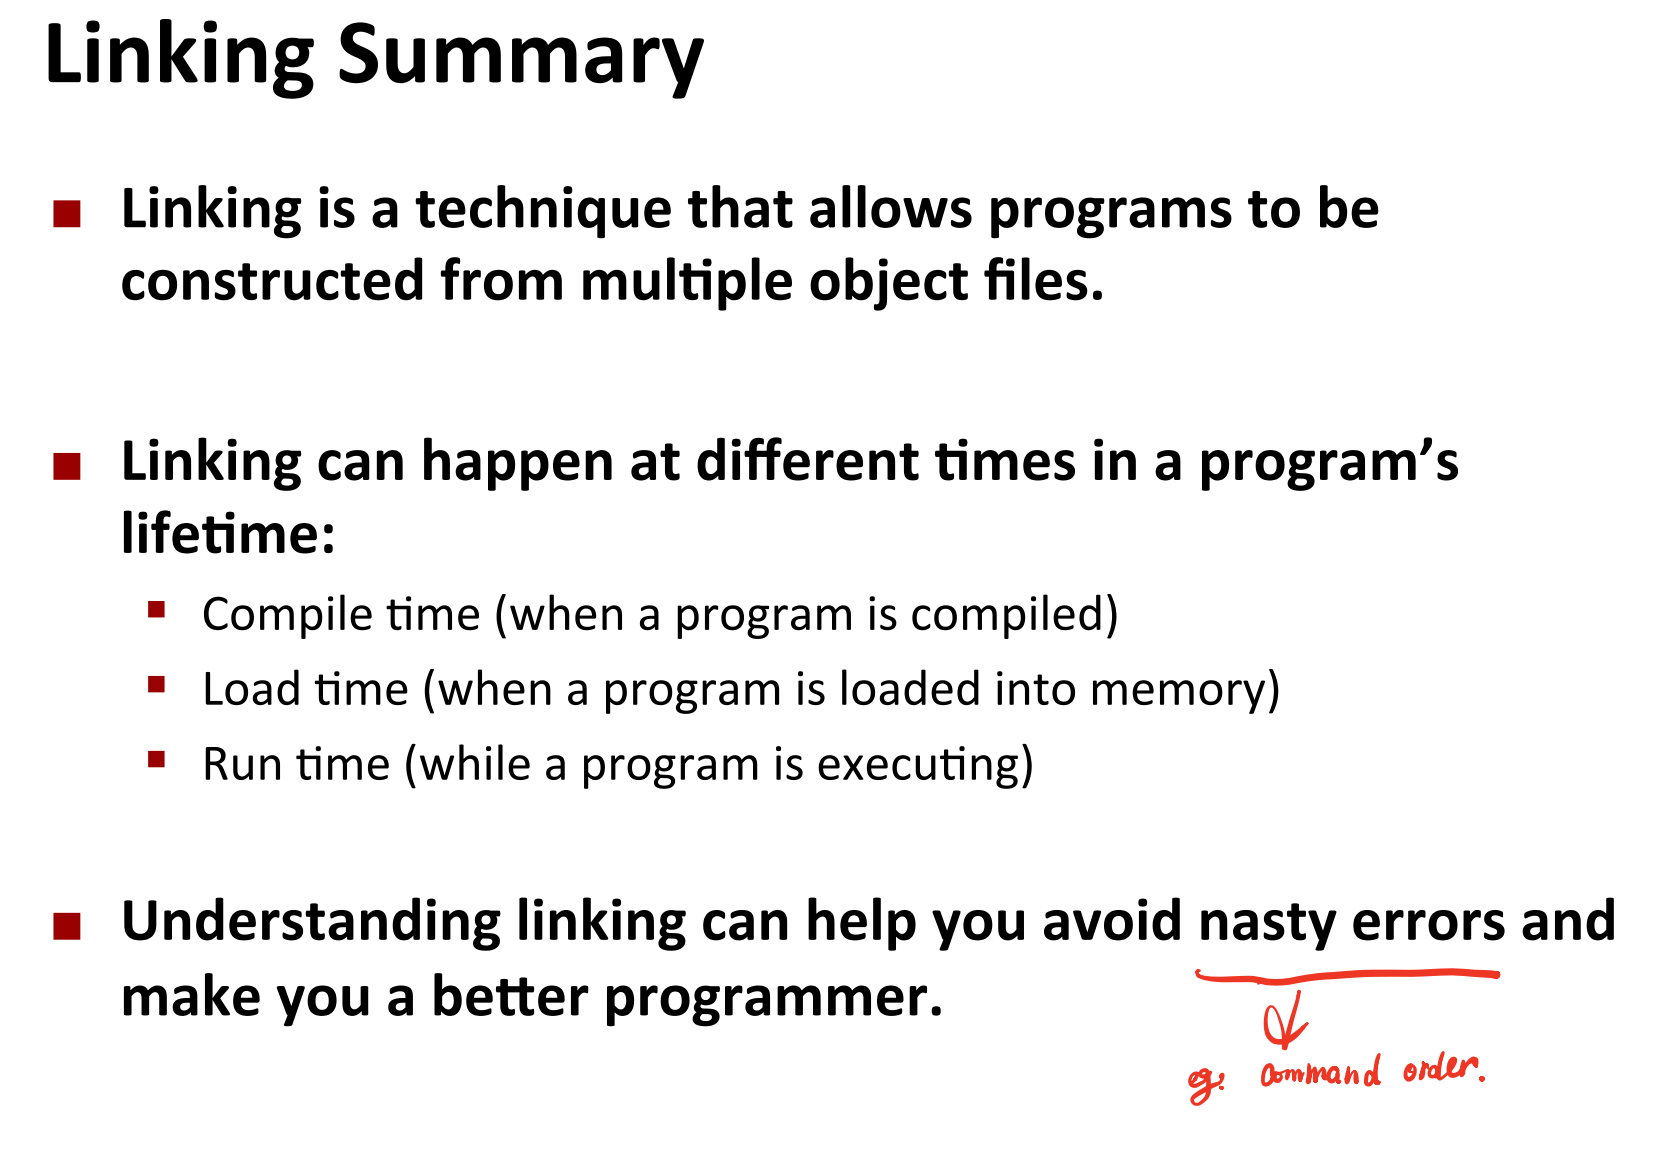 Linking Summary
Linking is a technique that allows programs to be
constructed from multiple object files.
Linking can happen at different times in a program’s
lifetime:
Compile time (when a program is compiled)
Load time (when a program is loaded into memory)
Run time (while a program is executing)
Understanding linking can help you avoid nasty errors and
make you a better programmer.
eg: command order.